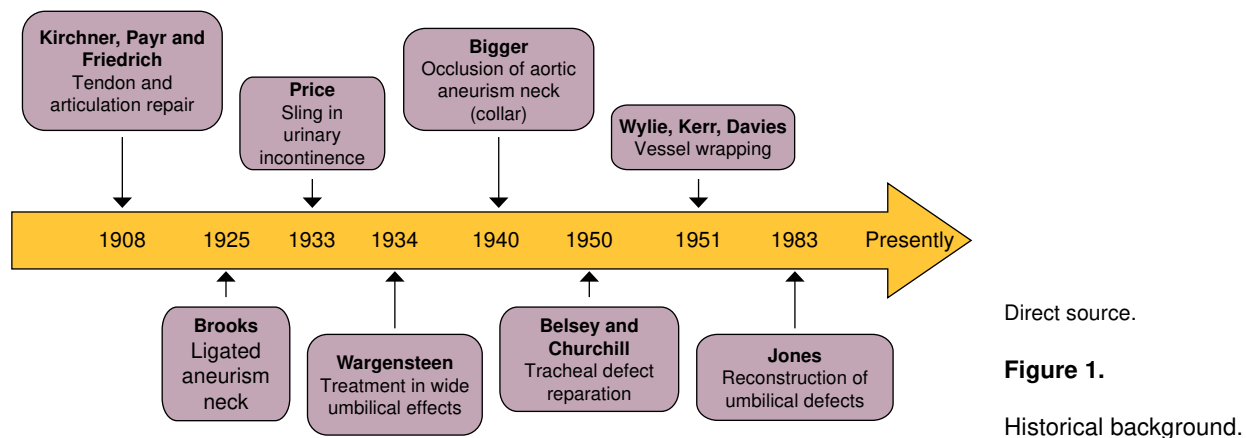 Kirchner, Payr and
Friedrich
Tendon and
articulation repair
Price
Sling in
urinary
incontinence
Bigger
Occlusion of aortic
aneurism neck
(collar)
Wylie, Kerr, Davies
Vessel wrapping
1908 1925 1933 1934 1940 1950 1951 1983 Presently
Brooks
Ligated
aneurism
neck
Wargensteen
Treatment in wide
umbilical effects
Belsey and
Churchill
Tracheal defect
reparation
Jones
Reconstruction of
umbilical defects
Direct source.
Figure 1.
Historical background.